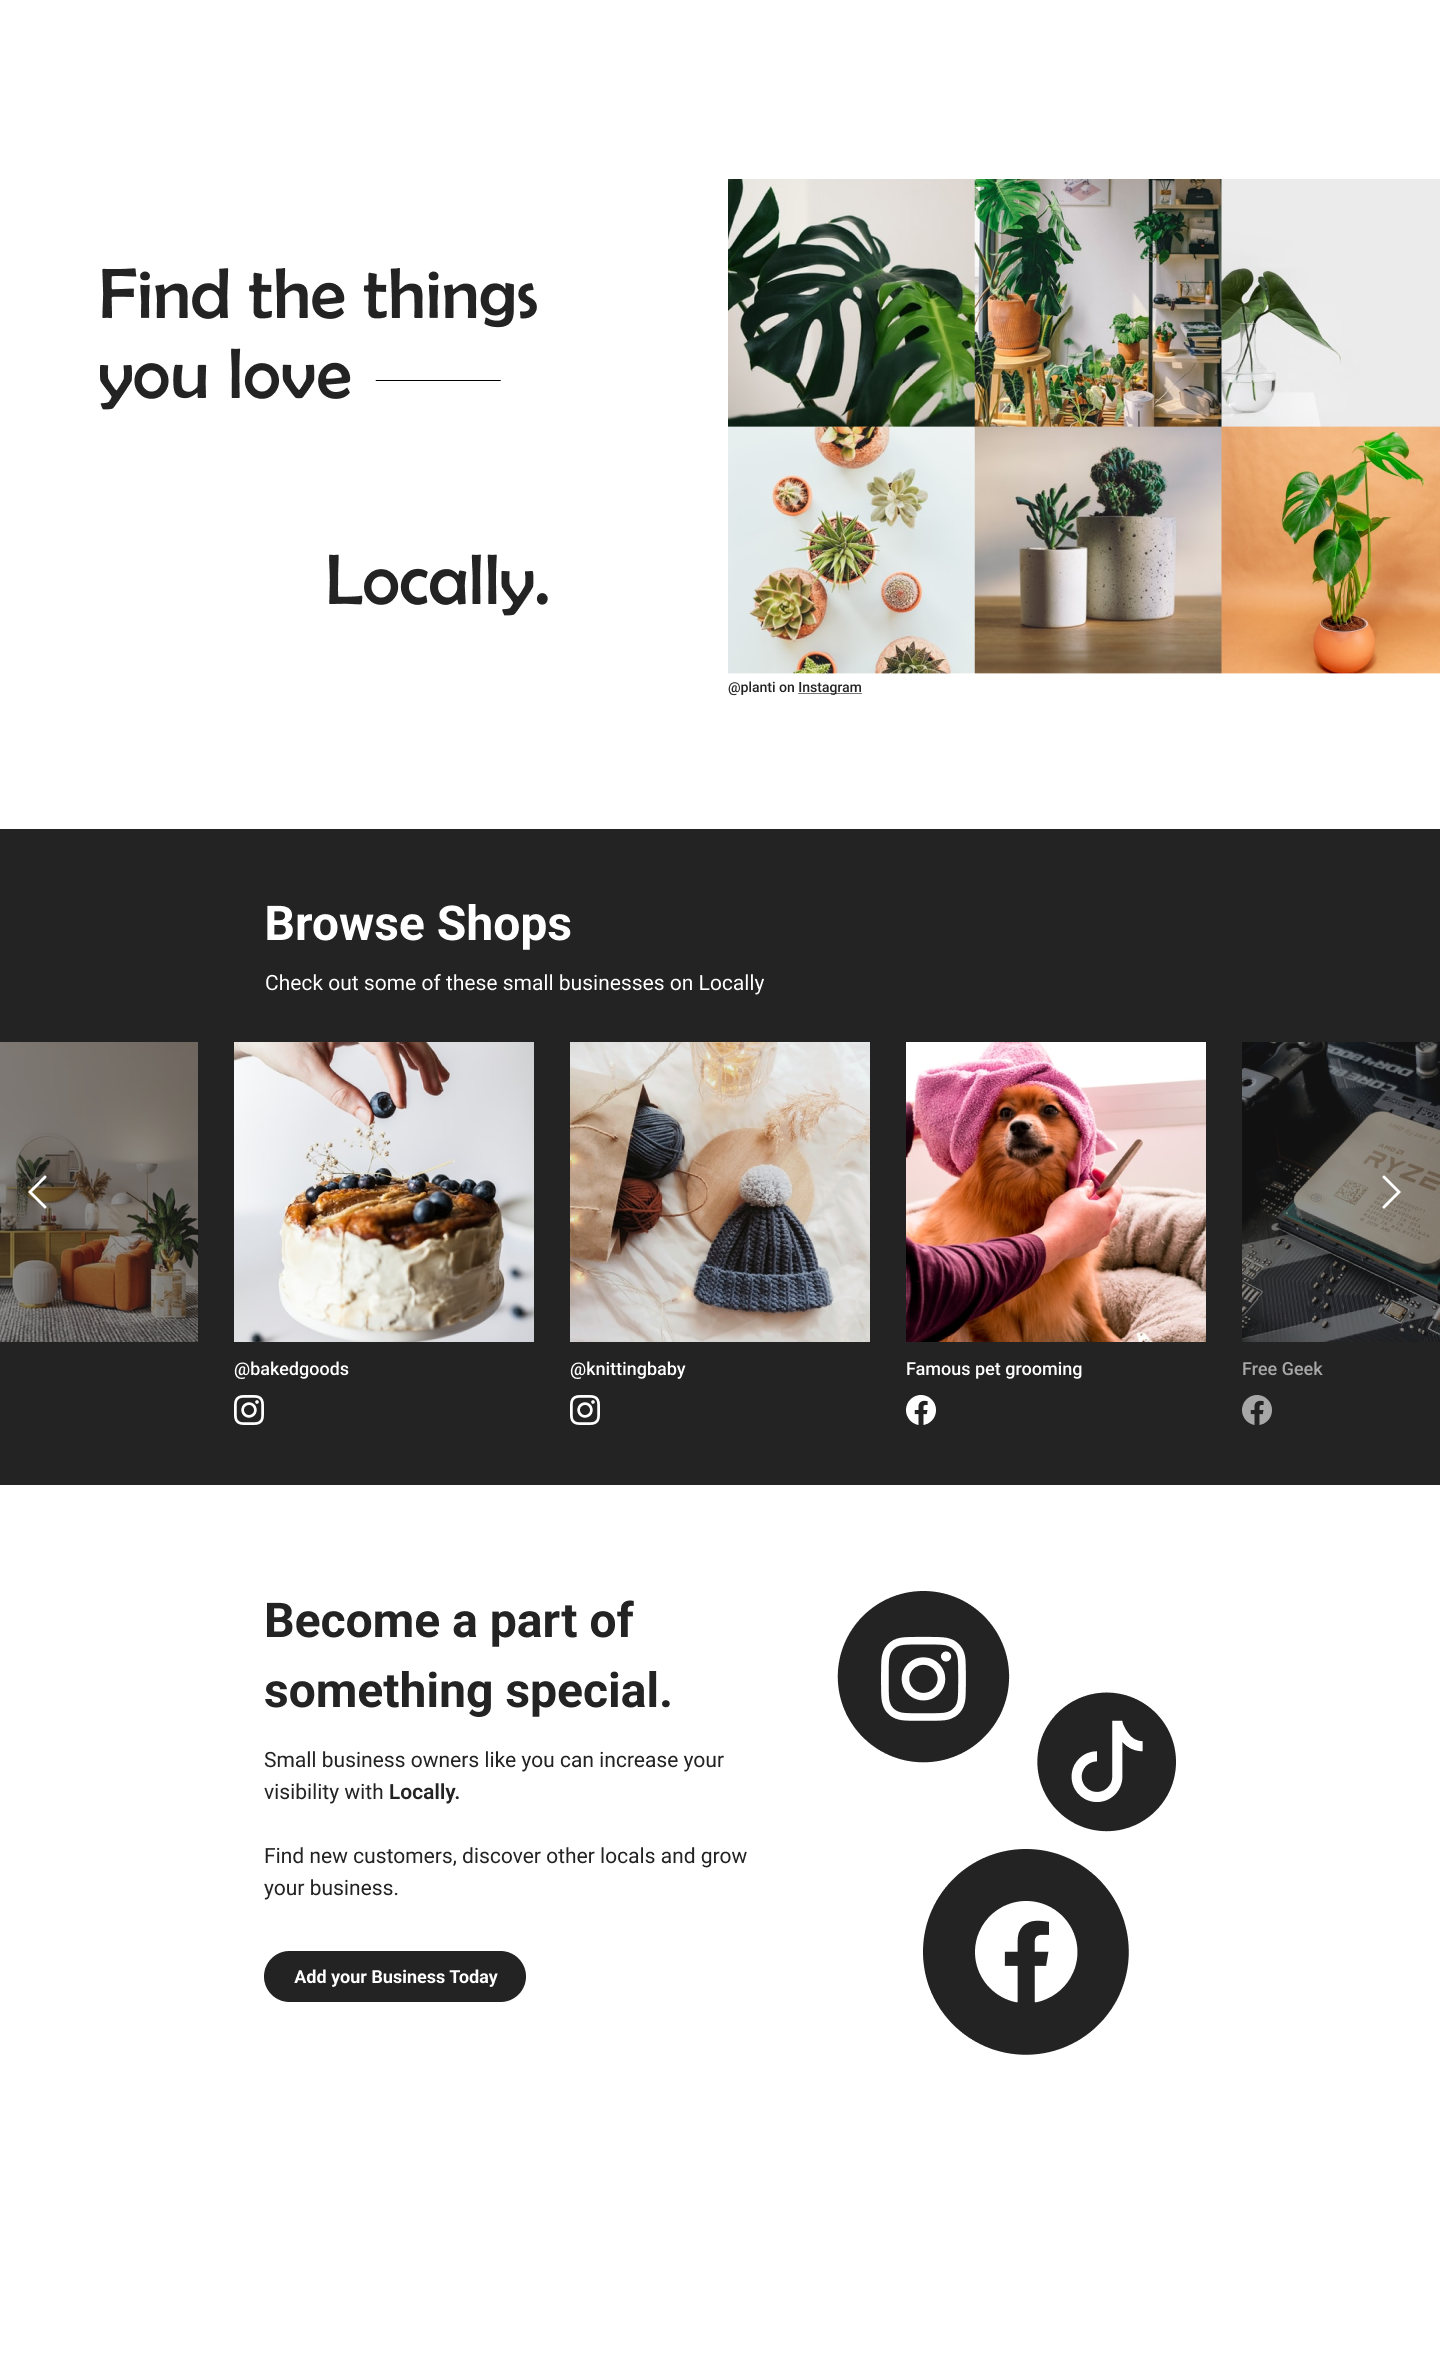 Find the things
you love
Locally.
@planti on Instagram
Browse Shops
Check out some of these small businesses on Locally
@bakedgoods
@knittingbaby
Famous pet grooming
Free Geek
AMD
RYZE
Become a part of
something special.
Small business owners like you can increase your
visibility with Locally.
Find new customers, discover other locals and grow
your business.
Add your Business Today